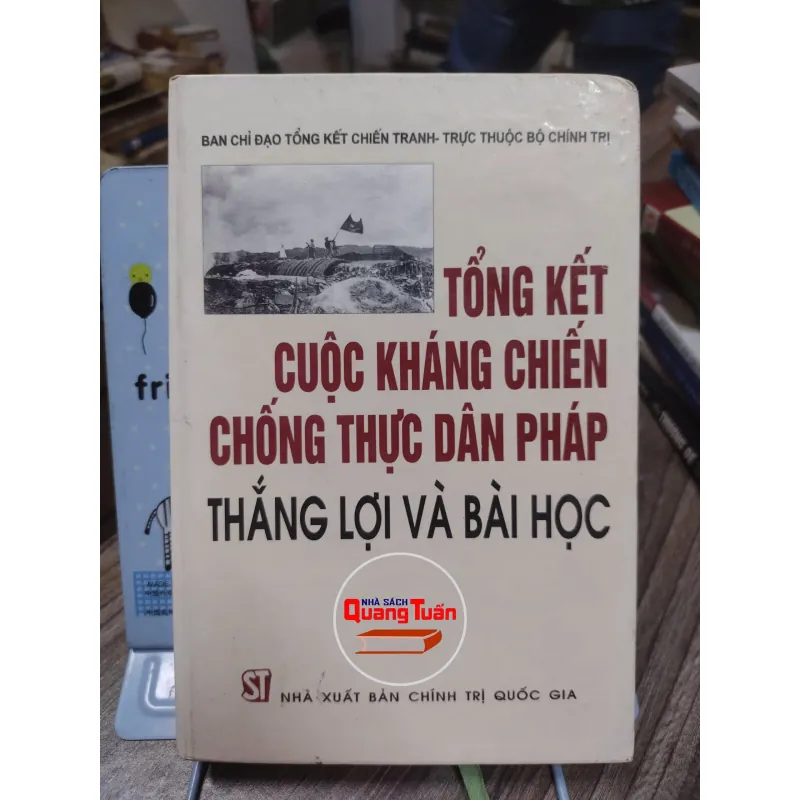 BAN CHỈ ĐẠO TỔNG KẾT CHIẾN TRANH- TRỰC THUỘC BỘ CHÍNH TRỊ
TỔNG KẾT
CUỘC KHÁNG CHIẾN
CHỐNG THỰC DÂN PHÁP
THẮNG LỢI VÀ BÀI HỌC
NHÀ SÁCH
Quang Tuấn
ST
NHÀ XUẤT BẢN CHÍNH TRỊ QUỐC GIA
fri